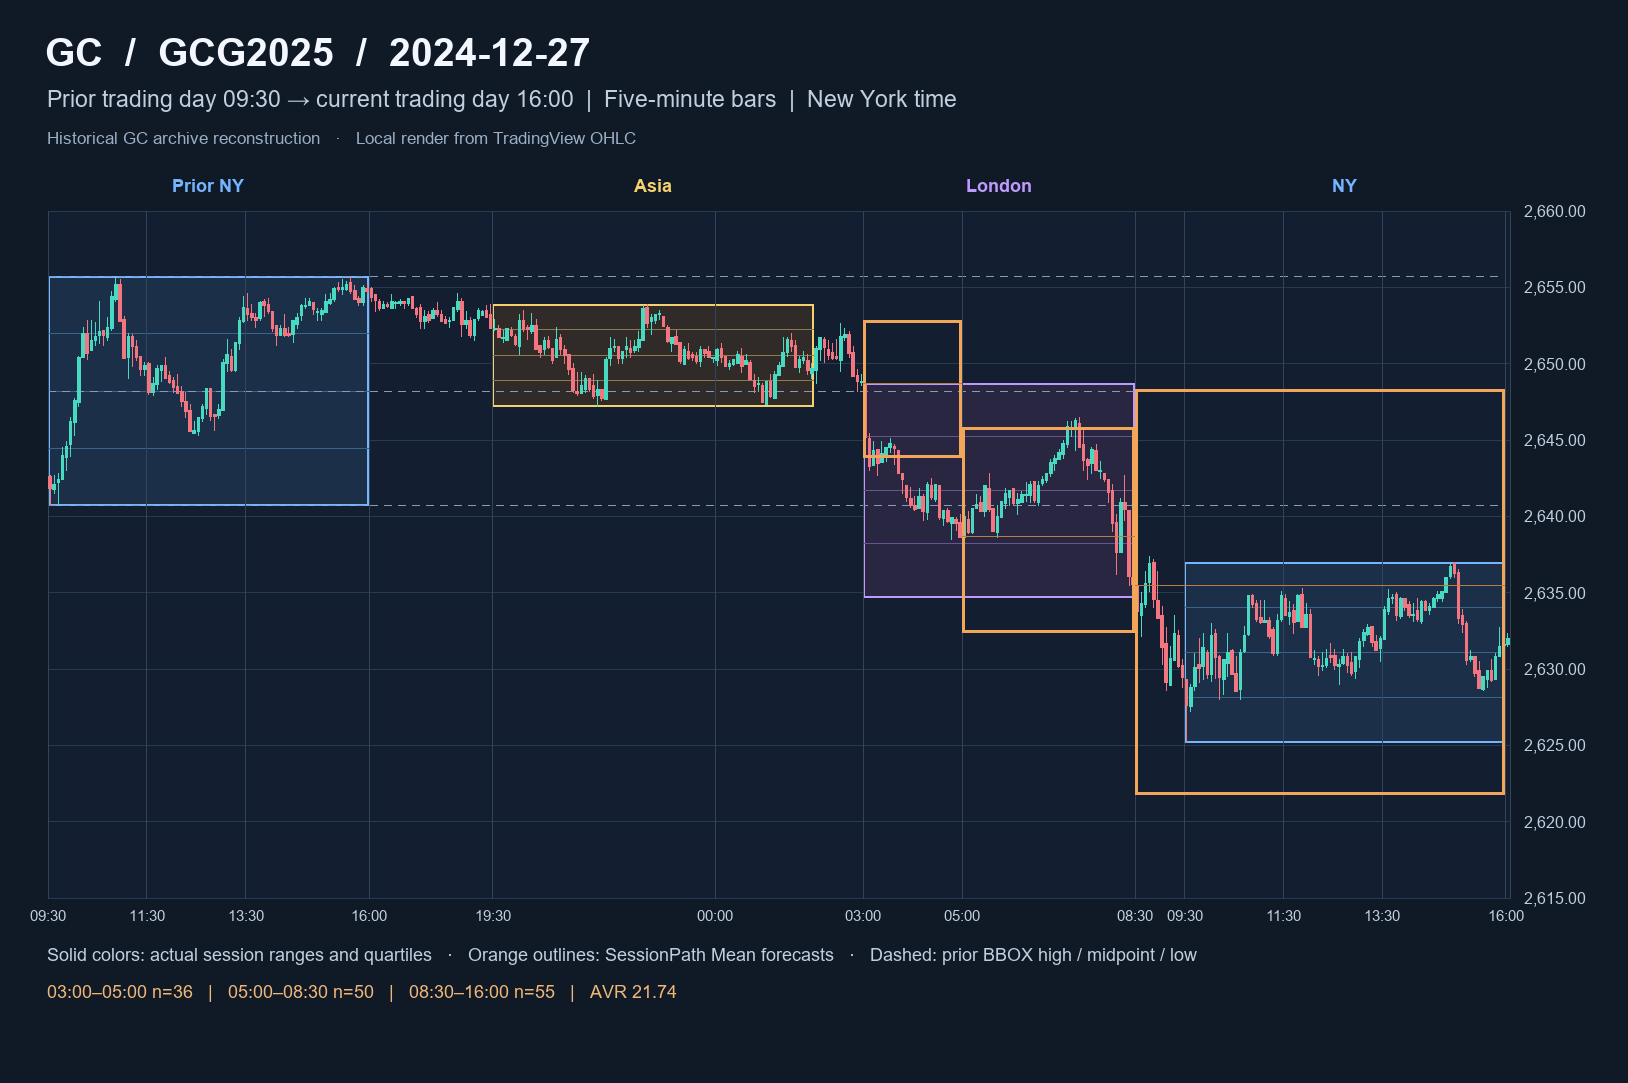 GC / GCG2025 / 2024-12-27
Prior trading day 09:30 → current trading day 16:00 | Five-minute bars | New York time
Historical GC archive reconstruction · Local render from TradingView OHLC
Prior NY Asia London NY
2,660.00
2,655.00
2,650.00
2,645.00
2,640.00
2,635.00
2,630.00
2,625.00
2,620.00
2,615.00
09:30 11:30 13:30 16:00 19:30 00:00 03:00 05:00 08:30 09:30 11:30 13:30 16:00
Solid colors: actual session ranges and quartiles · Orange outlines: SessionPath Mean forecasts · Dashed: prior BBOX high / midpoint / low
03:00–05:00 n=36 | 05:00–08:30 n=50 | 08:30–16:00 n=55 | AVR 21.74